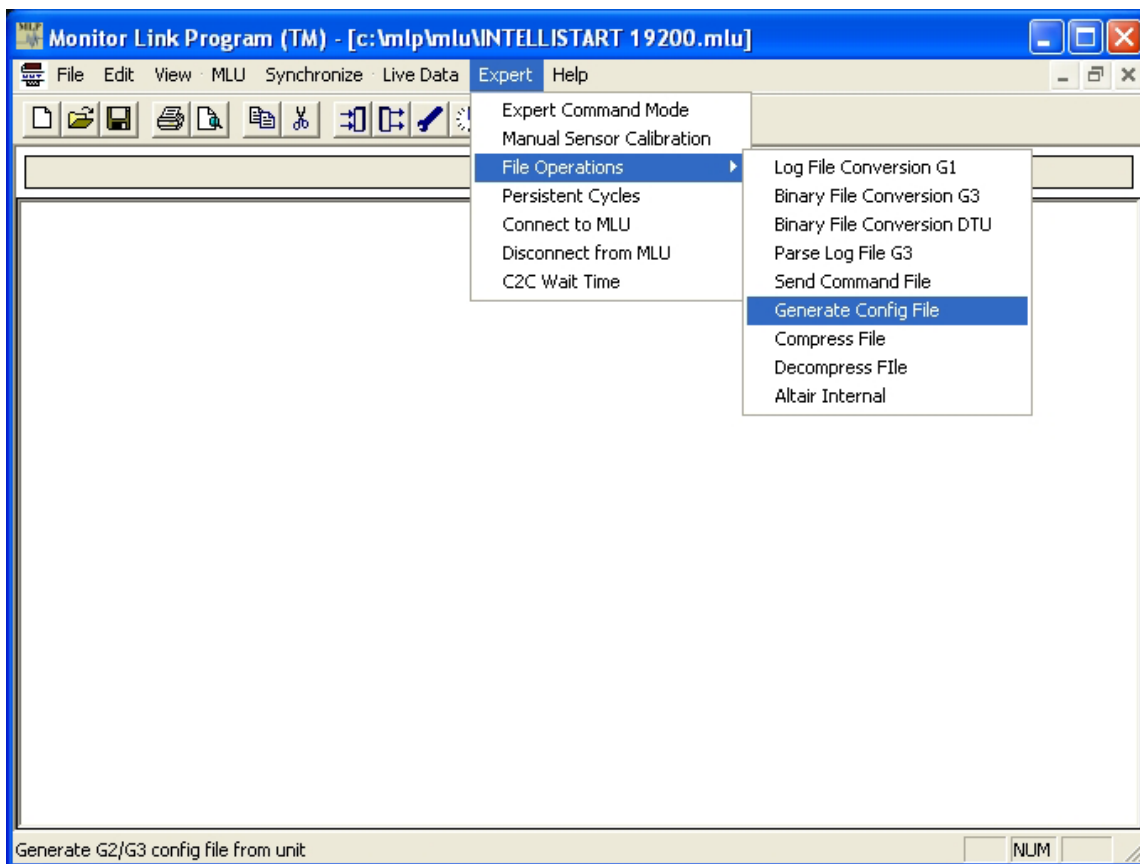 Monitor Link Program (TM) - [c:\mlp\mlu\INTELLISTART 19200.mlu]
File Edit View MLU Synchronize Live Data Expert Help
Expert Command Mode
Manual Sensor Calibration
File Operations
Persistent Cycles
Connect to MLU
Disconnect from MLU
C2C Wait Time
Log File Conversion G1
Binary File Conversion G3
Binary File Conversion DTU
Parse Log File G3
Send Command File
Generate Config File
Compress File
Decompress FIle
Altair Internal
Generate G2/G3 config file from unit
NUM